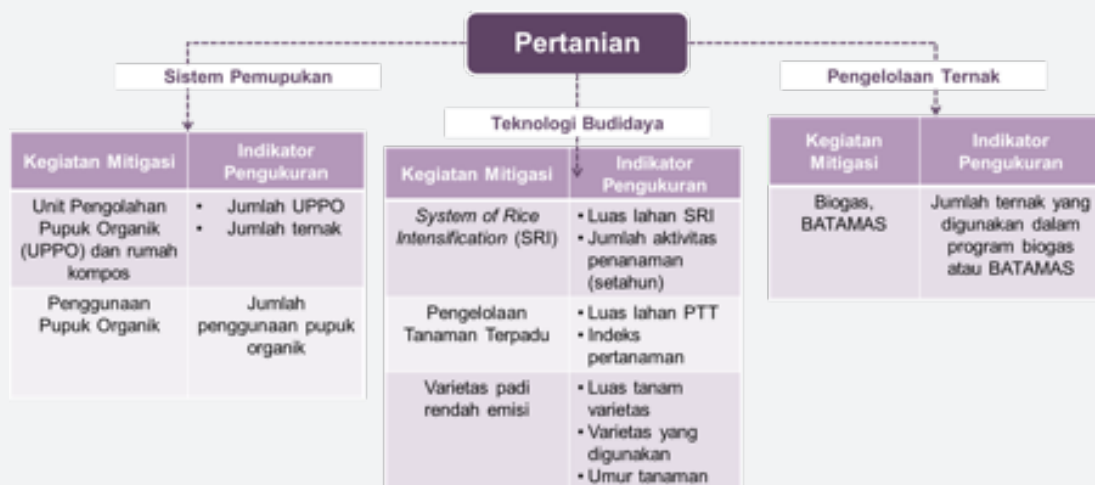 Pertanian
Sistem Pemupukan
Kegiatan Mitigasi
Indikator
Pengukuran
Unit Pengolahan
Pupuk Organik
(UPPO) dan rumah
kompos
• Jumlah UPPO
• Jumlah ternak
Penggunaan
Pupuk Organik
Jumlah
penggunaan pupuk
organik
Teknologi Budidaya
Kegiatan Mitigasi
Indikator
Pengukuran
System of Rice
Intensification (SRI)
• Luas lahan SRI
• Jumlah aktivitas
penanaman
(setahun)
Pengelolaan
Tanaman Terpadu
• Luas lahan PTT
• Indeks
pertanaman
Varietas padi
rendah emisi
• Luas tanam
varietas
• Varietas yang
digunakan
• Umur tanaman
Pengelolaan Ternak
Kegiatan
Mitigasi
Indikator
Pengukuran
Biogas,
BATAMAS
Jumlah ternak yang
digunakan dalam
program biogas
atau BATAMAS